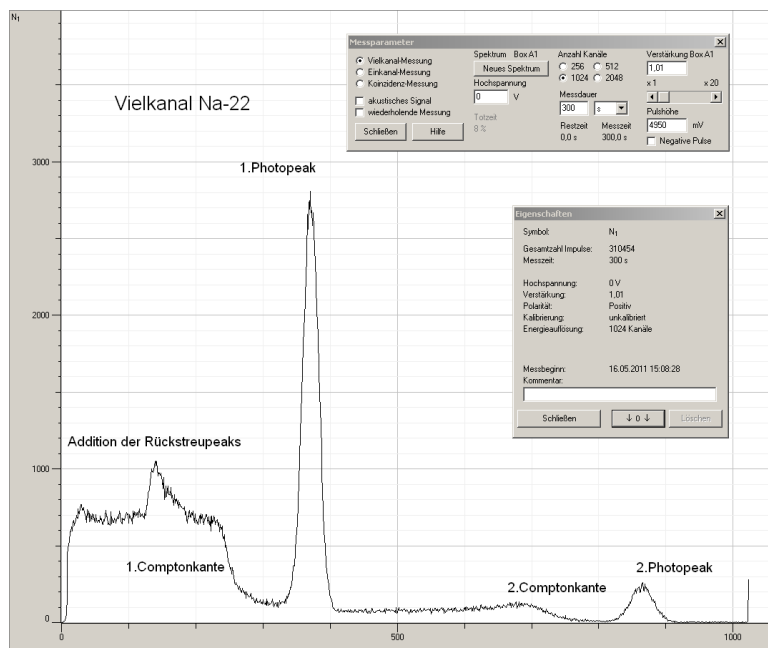 N1
Messparameter
Vielkanal-Messung
Einkanal-Messung
Koinzidenz-Messung
akustisches Signal
wiederholende Messung
Schließen
Hilfe
Spektrum Box A1
Neues Spektrum
Hochspannung
0 V
Totzeit
8 %
Anzahl Kanäle
256 512
1024 2048
Messdauer
300 s
Restzeit Messzeit
0,0 s 300,0 s
Verstärkung Box A1
1,01
x 1 x 20
Pulshöhe
4950 mV
Negative Pulse
Vielkanal Na-22
3000
1.Photopeak
Eigenschaften
Symbol: N1
Gesamtzahl Impulse: 310454
Messzeit: 300 s
Hochspannung: 0 V
Verstärkung: 1,01
Polarität: Positiv
Kalibrierung: unkalibriert
Energieauflösung: 1024 Kanäle
Messbeginn: 16.05.2011 15:08:28
Kommentar:
Schließen
↓ 0 ↓
Löschen
2000
Addition der Rückstreupeaks
1000
1.Comptonkante
2.Comptonkante
2.Photopeak
0
0 500 1000